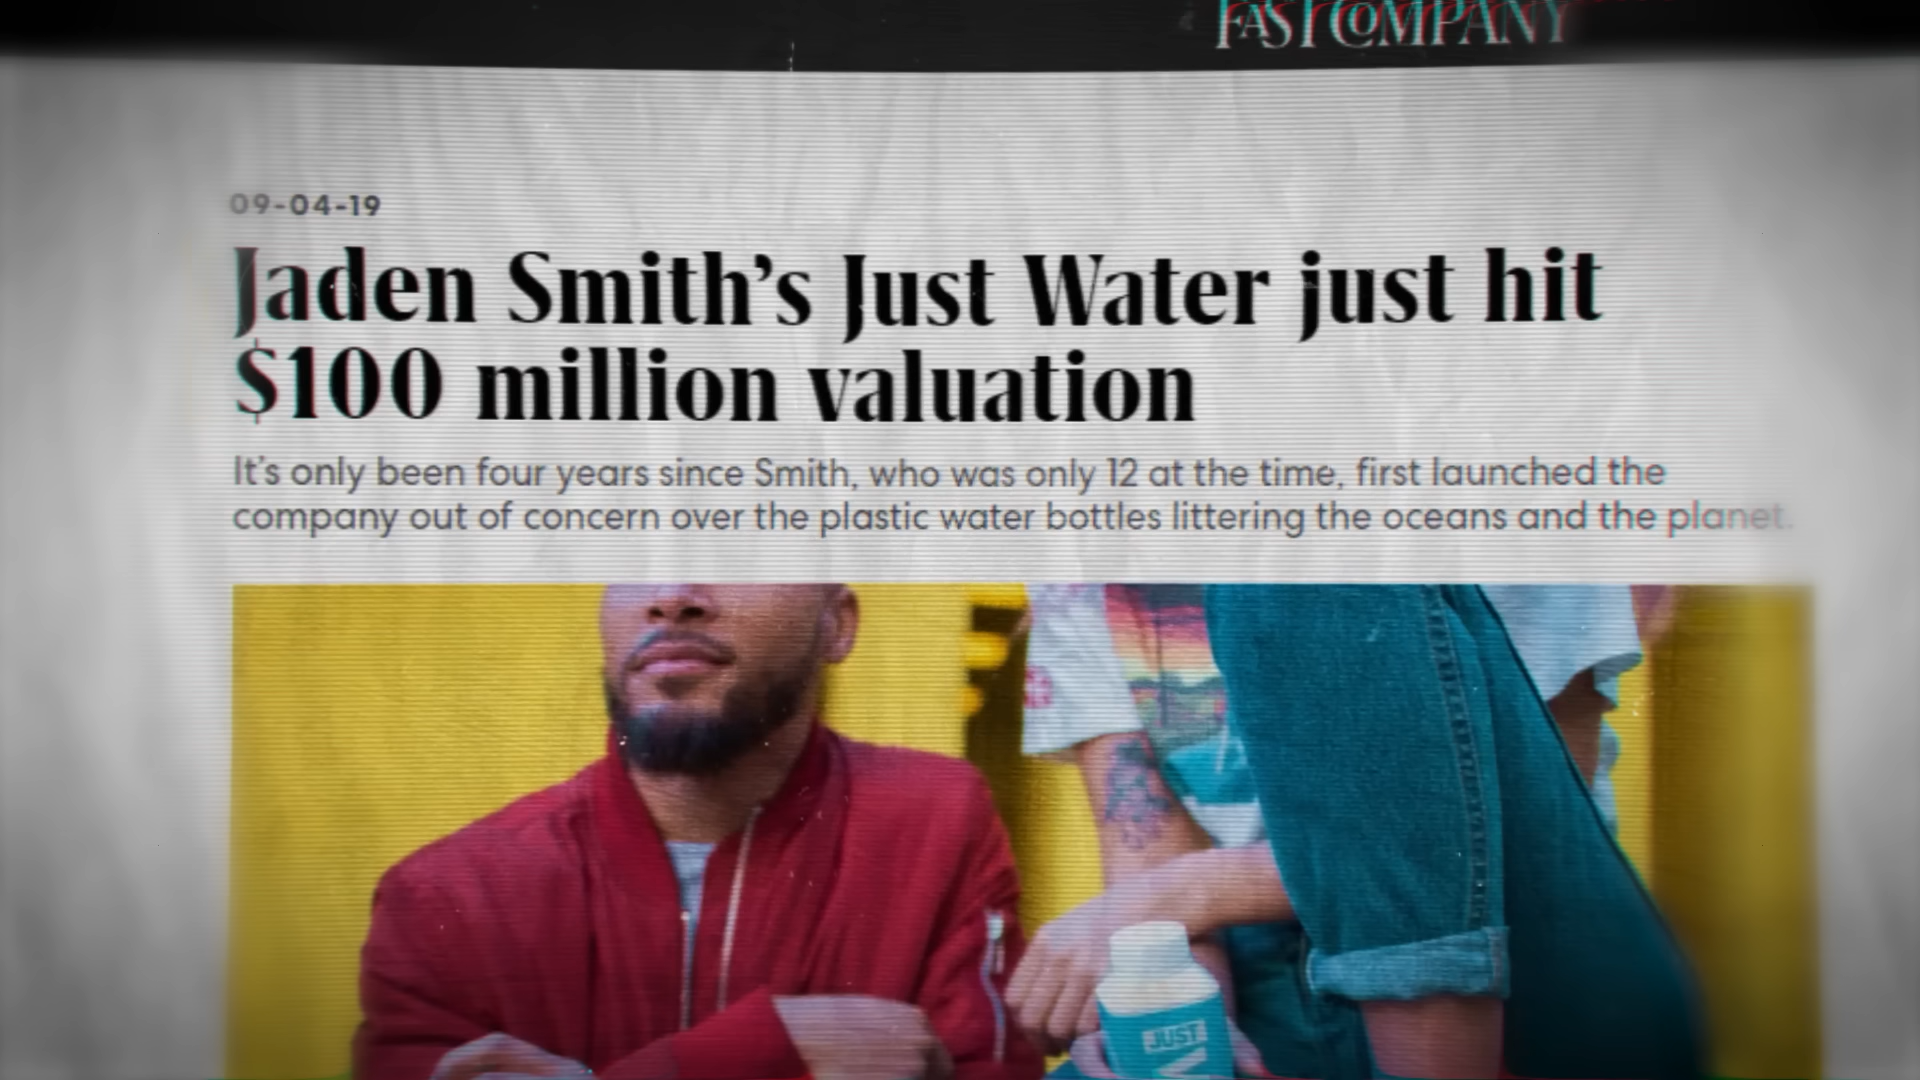 FAST COMPANY
09-04-19
Jaden Smith's Just Water just hit
$100 million valuation
It's only been four years since Smith, who was only 12 at the time, first launched the
company out of concern over the plastic water bottles littering the oceans and the planet.
JUST